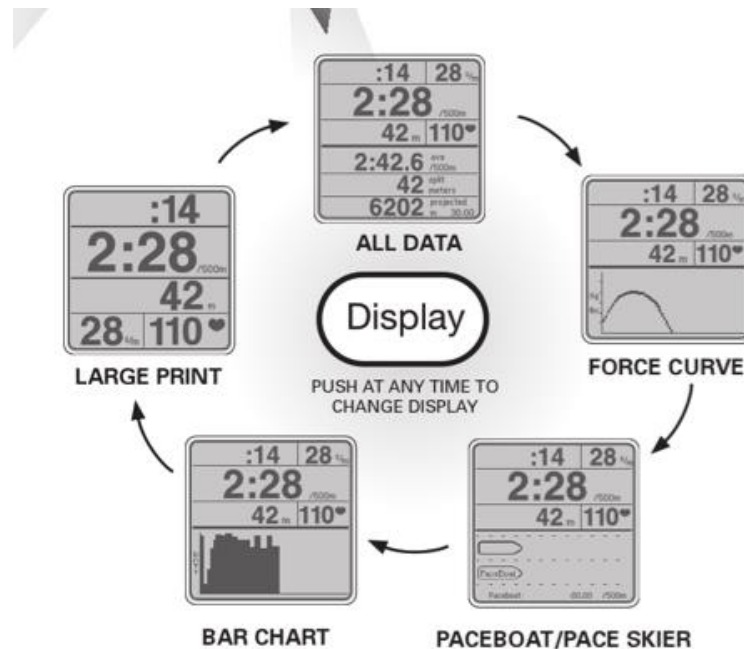 :14 28 s/m
2:28 /500m
42 m 110
2:42.6 ave /500m
42 split meters
6202 projected m 30:00
ALL DATA
:14 28
2:28 /500m
42 m 110
FORCE CURVE
:14
2:28 /500m
42 m
28 s/m 110
LARGE PRINT
Display
PUSH AT ANY TIME TO
CHANGE DISPLAY
:14 28 s/m
2:28 /500m
42 m 110
BAR CHART
:14 28 s/m
2:28 /500m
42 m 110
PaceBoat
Paceboat /500m
PACEBOAT/PACE SKIER